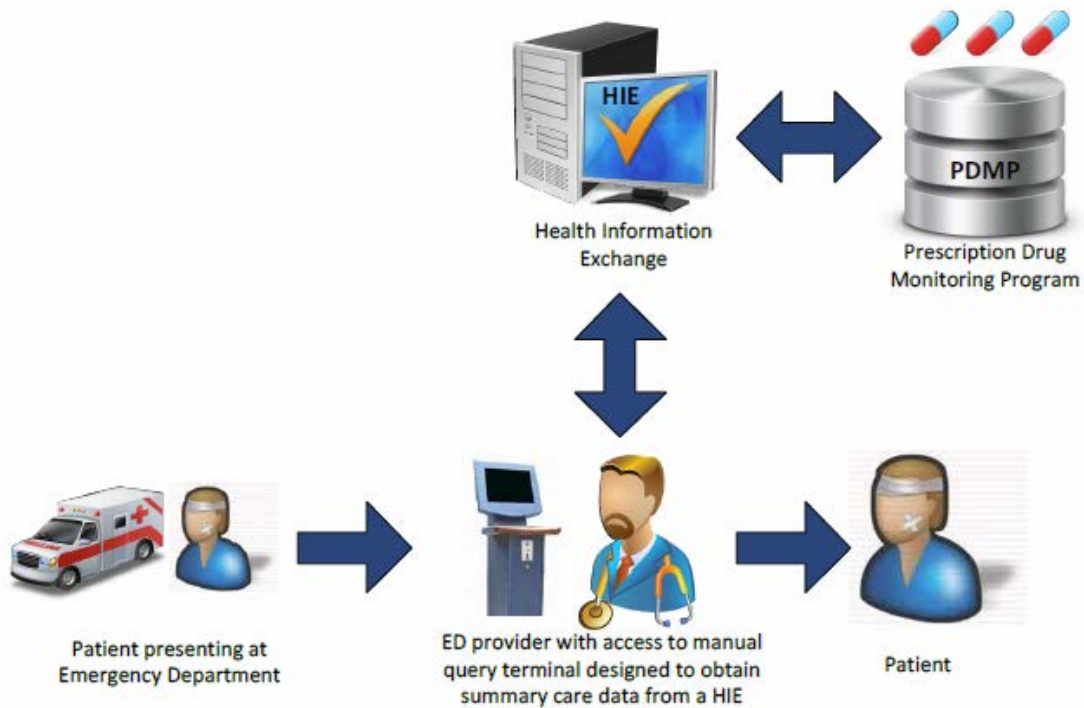 HIE
PDMP
Health Information
Exchange
Prescription Drug
Monitoring Program
Patient presenting at
Emergency Department
ED provider with access to manual
query terminal designed to obtain
summary care data from a HIE
Patient